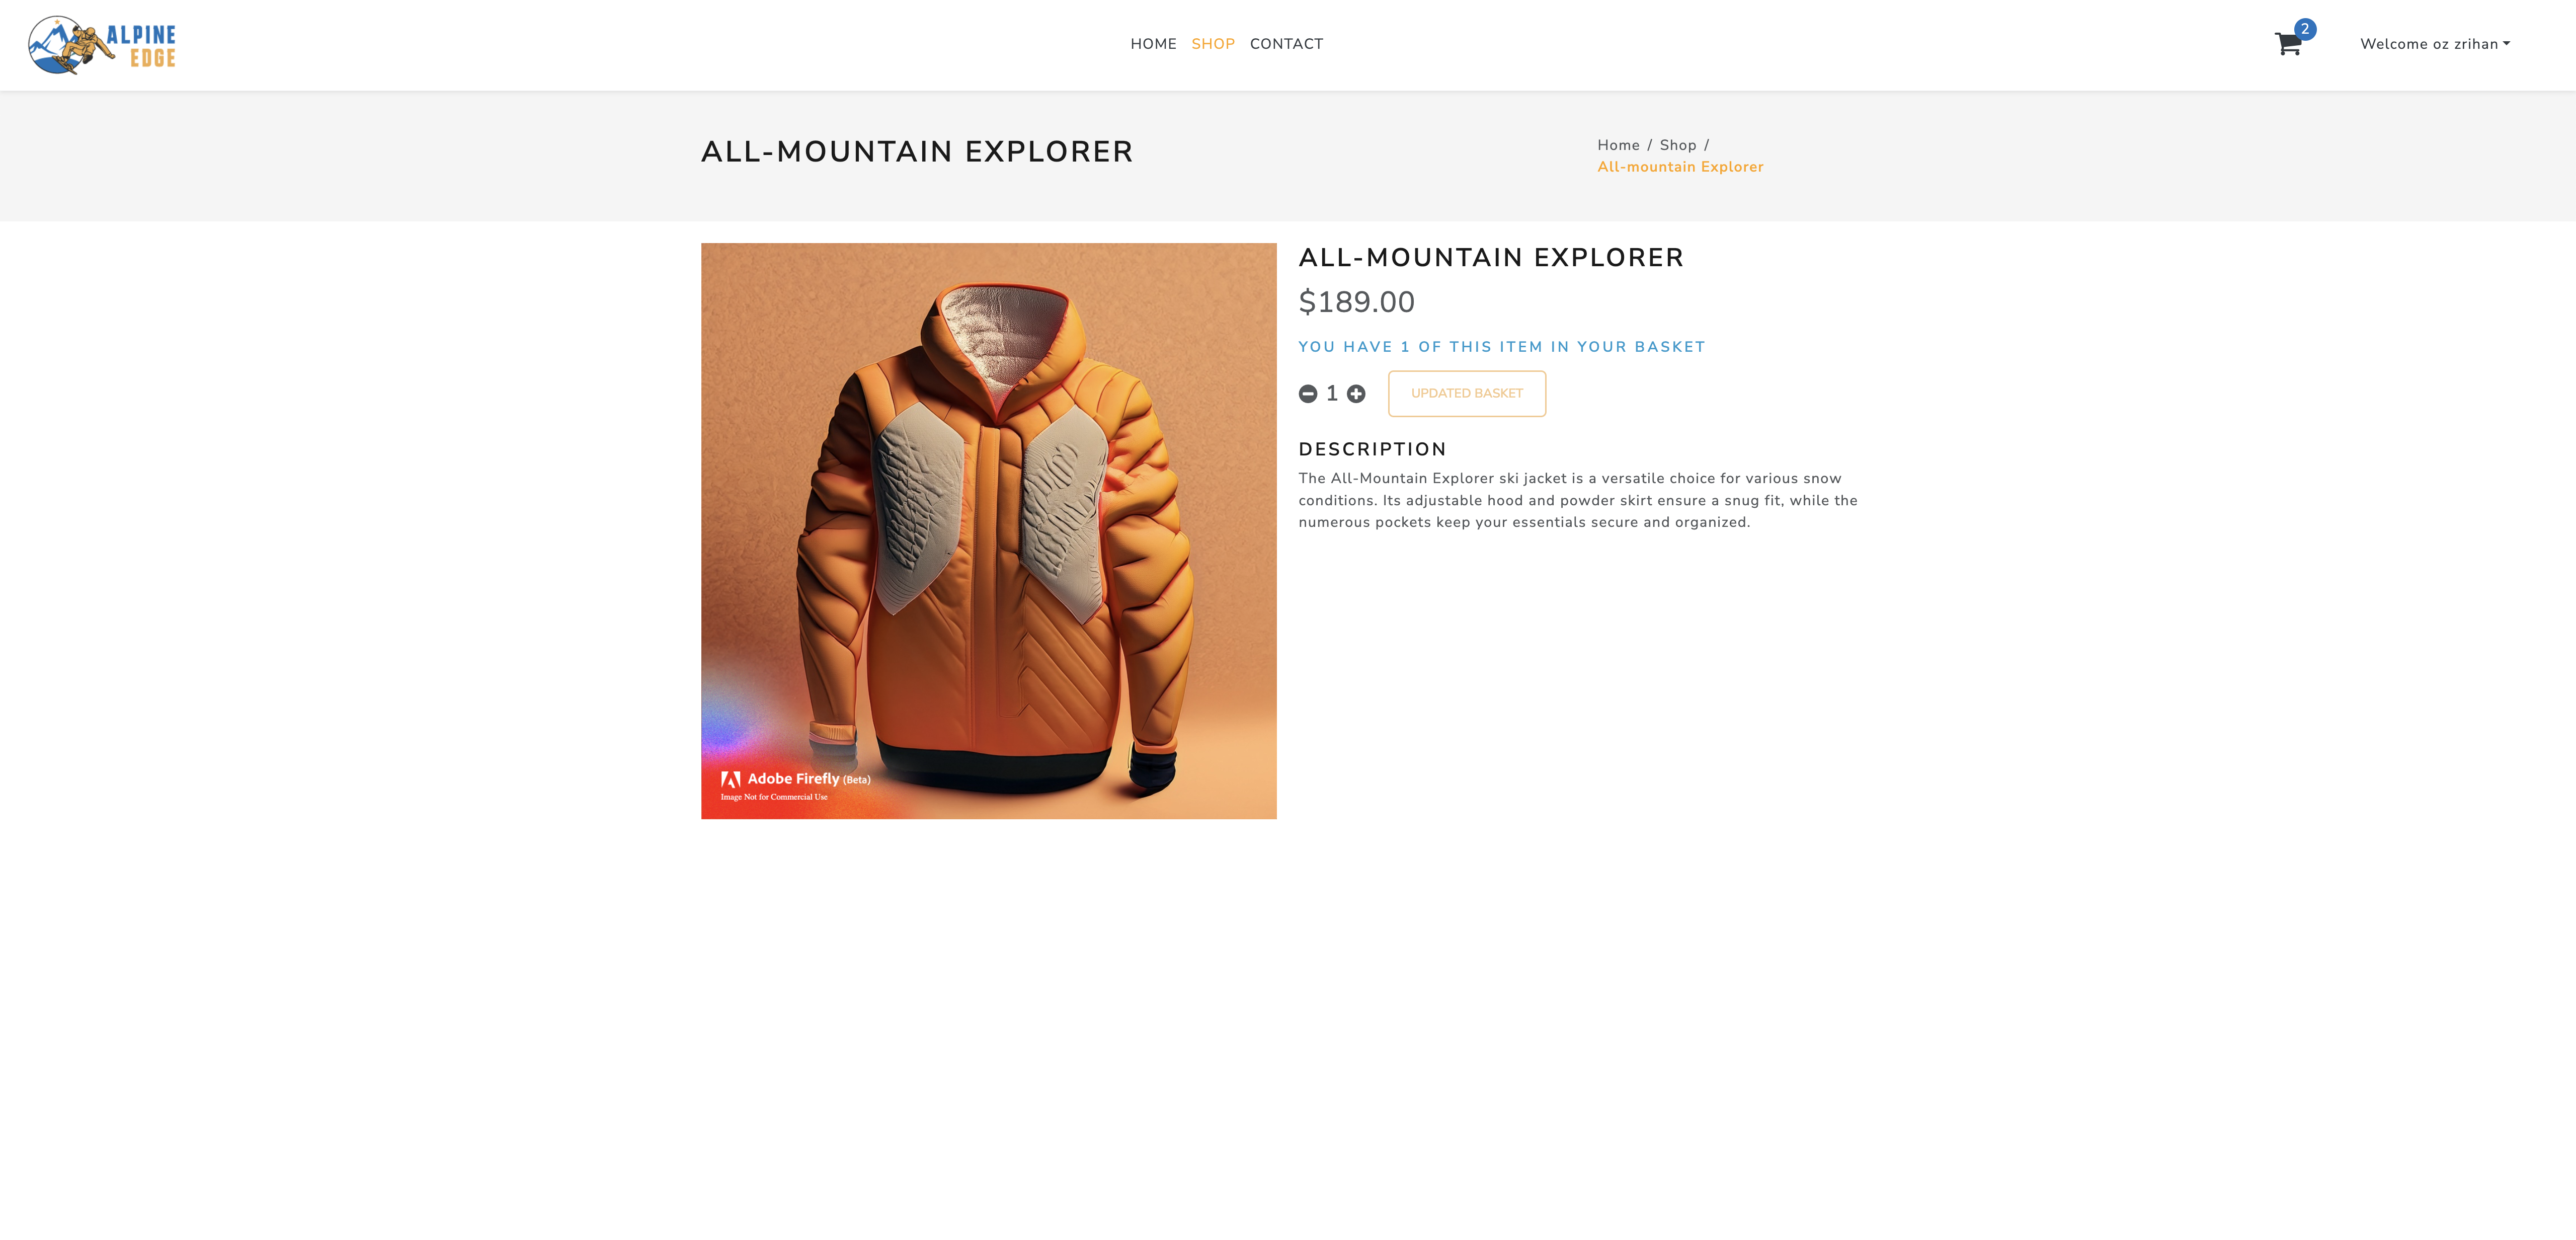 ALPINE
EDGE
HOME SHOP CONTACT
2
Welcome oz zrihan
ALL-MOUNTAIN EXPLORER
Home / Shop /
All-mountain Explorer
ALL-MOUNTAIN EXPLORER
$189.00
YOU HAVE 1 OF THIS ITEM IN YOUR BASKET
1
UPDATED BASKET
DESCRIPTION
The All-Mountain Explorer ski jacket is a versatile choice for various snow
conditions. Its adjustable hood and powder skirt ensure a snug fit, while the
numerous pockets keep your essentials secure and organized.
Adobe Firefly (Beta)
Image Not for Commercial Use